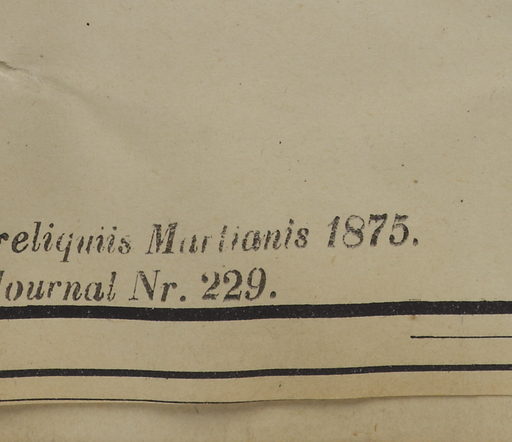 reliquiis Martianis 1875.
Journal Nr. 229.